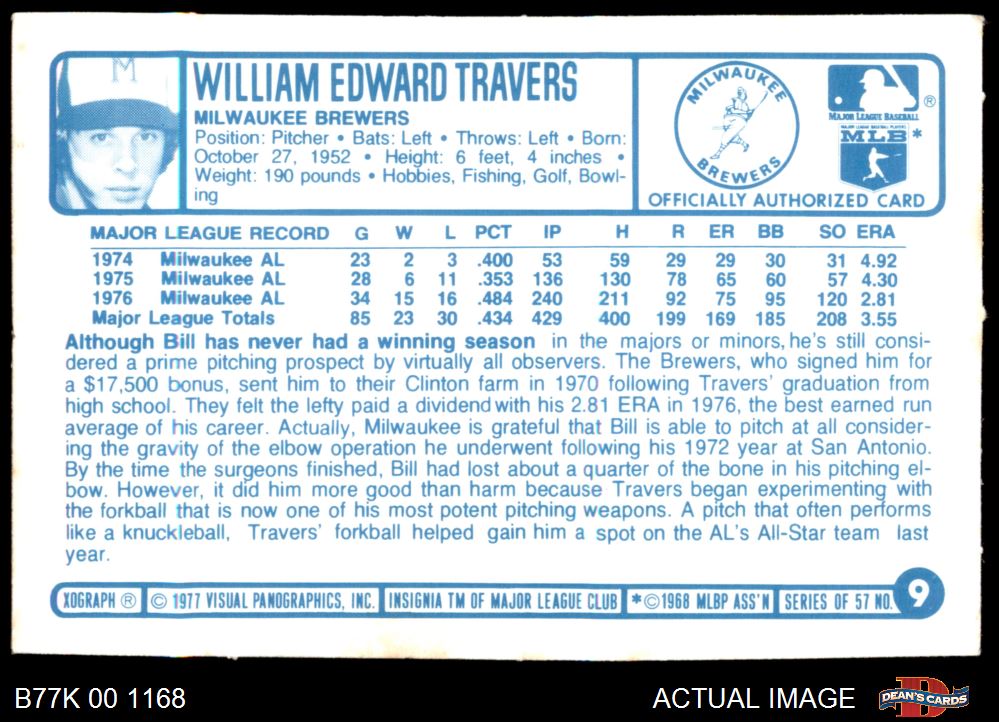 M
WILLIAM EDWARD TRAVERS
MILWAUKEE BREWERS
Position: Pitcher • Bats: Left • Throws: Left • Born:
October 27, 1952 • Height: 6 feet, 4 inches •
Weight: 190 pounds • Hobbies, Fishing, Golf, Bowl-
ing
MILWAUKEE
BREWERS
®
MAJOR LEAGUE BASEBALL
MAJOR LEAGUE BASEBALL PLAYERS
MLB *
OFFICIALLY AUTHORIZED CARD
MAJOR LEAGUE RECORD G W L PCT IP H R ER BB SO ERA
1974 Milwaukee AL 23 2 3 .400 53 59 29 29 30 31 4.92
1975 Milwaukee AL 28 6 11 .353 136 130 78 65 60 57 4.30
1976 Milwaukee AL 34 15 16 .484 240 211 92 75 95 120 2.81
Major League Totals 85 23 30 .434 429 400 199 169 185 208 3.55
Although Bill has never had a winning season in the majors or minors, he's still consi-
dered a prime pitching prospect by virtually all observers. The Brewers, who signed him for
a $17,500 bonus, sent him to their Clinton farm in 1970 following Travers' graduation from
high school. They felt the lefty paid a dividend with his 2.81 ERA in 1976, the best earned run
average of his career. Actually, Milwaukee is grateful that Bill is able to pitch at all consider-
ing the gravity of the elbow operation he underwent following his 1972 year at San Antonio.
By the time the surgeons finished, Bill had lost about a quarter of the bone in his pitching el-
bow. However, it did him more good than harm because Travers began experimenting with
the forkball that is now one of his most potent pitching weapons. A pitch that often performs
like a knuckleball, Travers' forkball helped gain him a spot on the AL's All-Star team last
year.
XOGRAPH ® © 1977 VISUAL PANOGRAPHICS, INC. INSIGNIA TM OF MAJOR LEAGUE CLUB *©1968 MLBP ASS'N SERIES OF 57 NO. 9
B77K 00 1168
ACTUAL IMAGE
D
DEAN'S CARDS